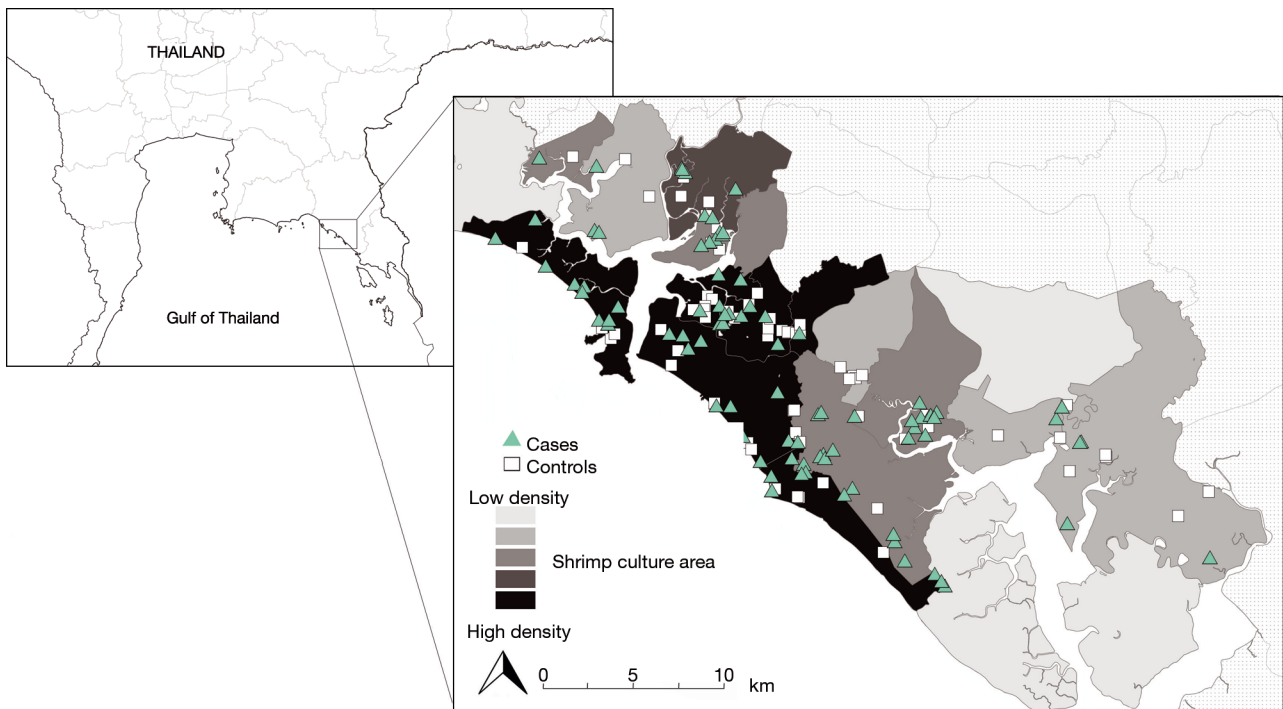 THAILAND
Gulf of Thailand
Cases
Controls
Low density
Shrimp culture area
High density
0 5 10 km